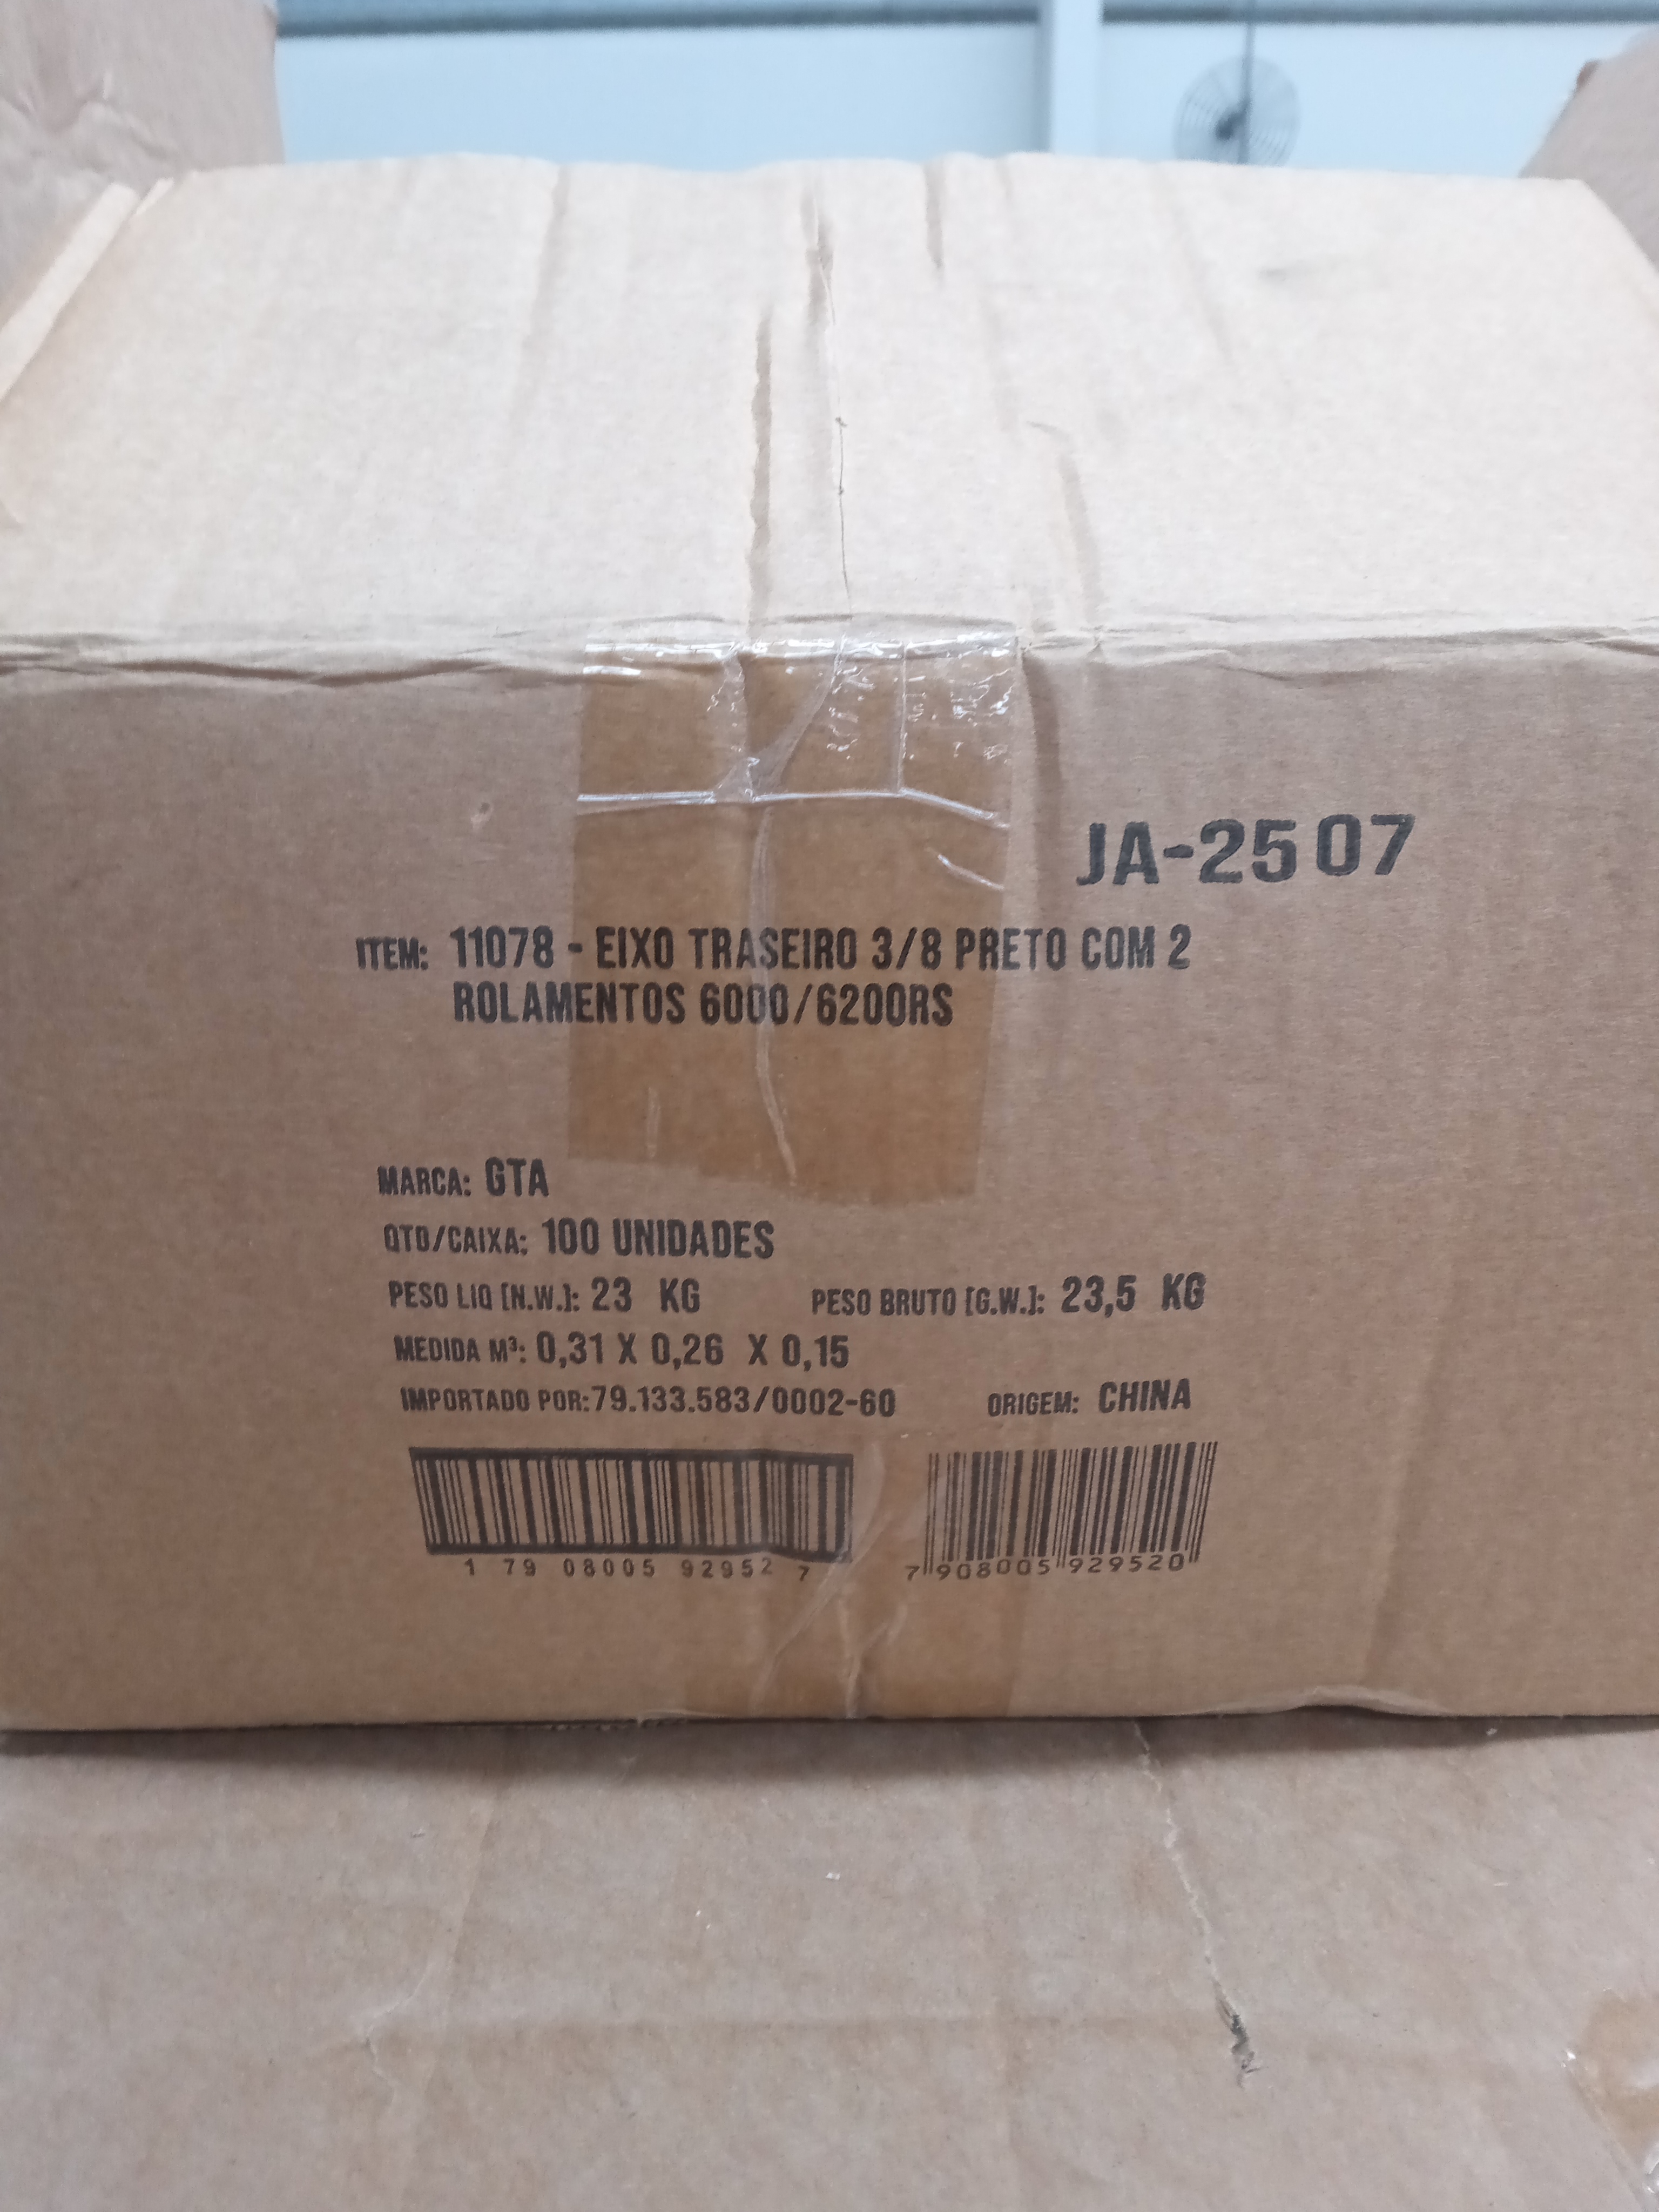 JA-2507
ITEM: 11078 - EIXO TRASEIRO 3/8 PRETO COM 2
ROLAMENTOS 6000/6200RS
MARCA: GTA
QTD/CAIXA: 100 UNIDADES
PESO LIQ [N.W.]: 23 KG PESO BRUTO [G.W.]: 23,5 KG
MEDIDA M³: 0,31 X 0,26 X 0,15
IMPORTADO POR:79.133.583/0002-60 ORIGEM: CHINA
1 79 08005 92952 7 7 908005 929520